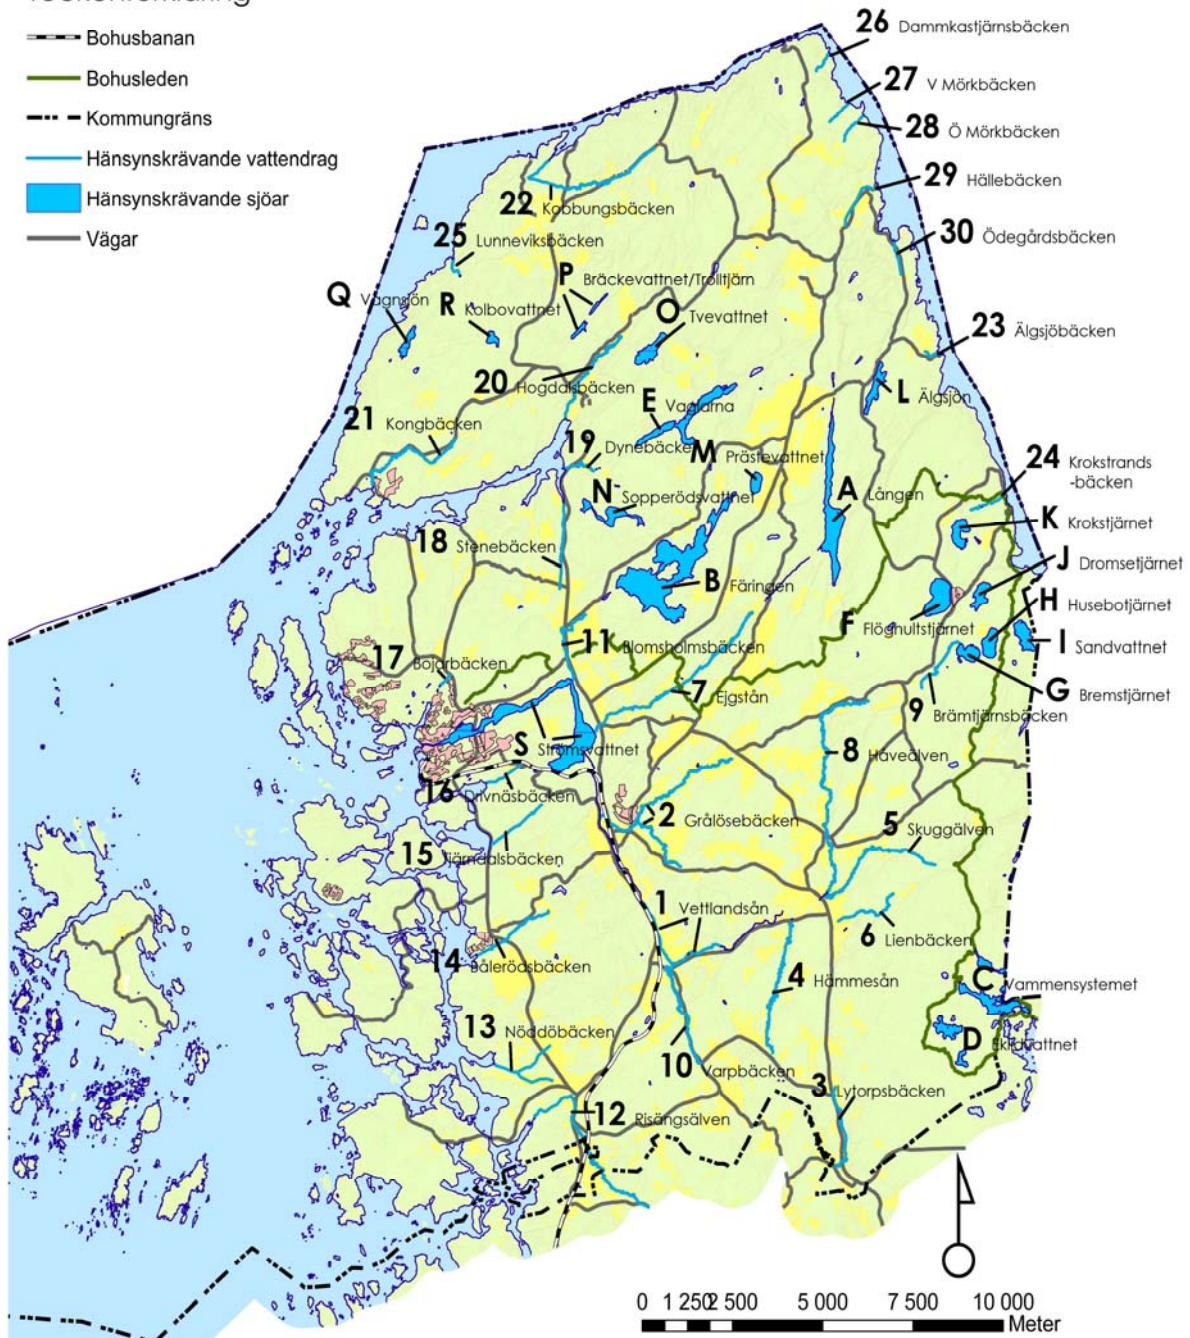 Bohusbanan
Bohusleden
Kommungräns
Hänsynskrävande vattendrag
Hänsynskrävande sjöar
Vägar
26 Dammkastjärnsbäcken
27 V Mörkbäcken
28 Ö Mörkbäcken
29 Hällebäcken
22 Kobbungsbäcken
30 Ödegårdsbäcken
25 Lunneviksbäcken
P Bräckevattnet/Trolltjärn
Q Vagnsjön
R Kolbovattnet
O Tvevattnet
23 Älgsjöbäcken
20 Hogdalsbäcken
L Älgsjön
E Vaglarna
21 Kongbäcken
19 Dynebäcken
M Prästevattnet
24 Krokstrands
-bäcken
N Sopperödsvattnet
A Lången
K Krokstjärnet
18 Stenebäcken
J Dromsetjärnet
B Färingen
H Husebotjärnet
F Flöghultstjärnet
I Sandvattnet
11 Blomsholmsbäcken
17 Bojarbäcken
7 Ejgstån
G Bremstjärnet
9 Brämtjärnsbäcken
S Strömsvattnet
8 Håveälven
16 Drivnäsbäcken
2 Grålösebäcken
5 Skuggälven
15 Tjärndalsbäcken
1 Vettlandsån
6 Lienbäcken
14 Bålerödsbäcken
4 Hämmesån
C Vammensystemet
13 Nöddöbäcken
D Ekhidvattnet
10 Varpbäcken
3 Lytorpsbäcken
12 Risängsälven
0 1 250 2 500 5 000 7 500 10 000
Meter